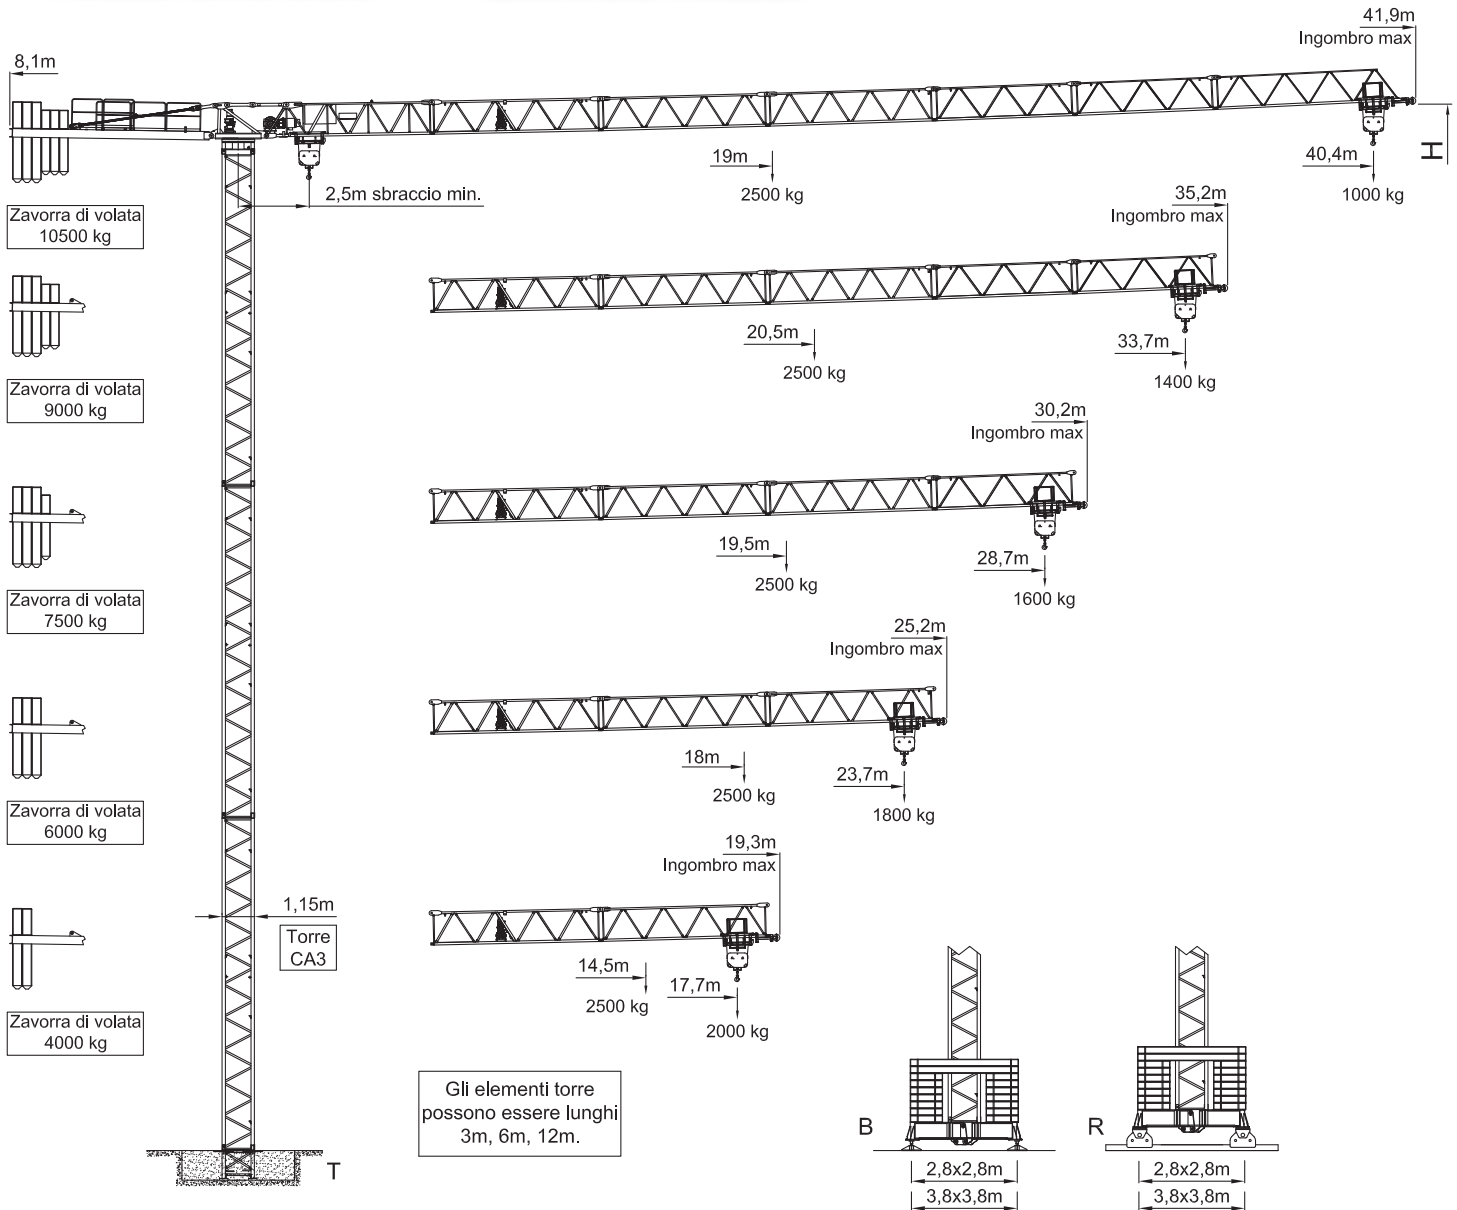 41,9m
Ingombro max
8,1m
H
19m
2500 kg
40,4m
1000 kg
2,5m sbraccio min.
Zavorra di volata
10500 kg
35,2m
Ingombro max
20,5m
2500 kg
33,7m
1400 kg
Zavorra di volata
9000 kg
30,2m
Ingombro max
19,5m
2500 kg
28,7m
1600 kg
Zavorra di volata
7500 kg
25,2m
Ingombro max
18m
2500 kg
23,7m
1800 kg
Zavorra di volata
6000 kg
19,3m
Ingombro max
1,15m
Torre
CA3
14,5m
2500 kg
17,7m
2000 kg
Zavorra di volata
4000 kg
Gli elementi torre
possono essere lunghi
3m, 6m, 12m.
T
B
2,8x2,8m
3,8x3,8m
R
2,8x2,8m
3,8x3,8m